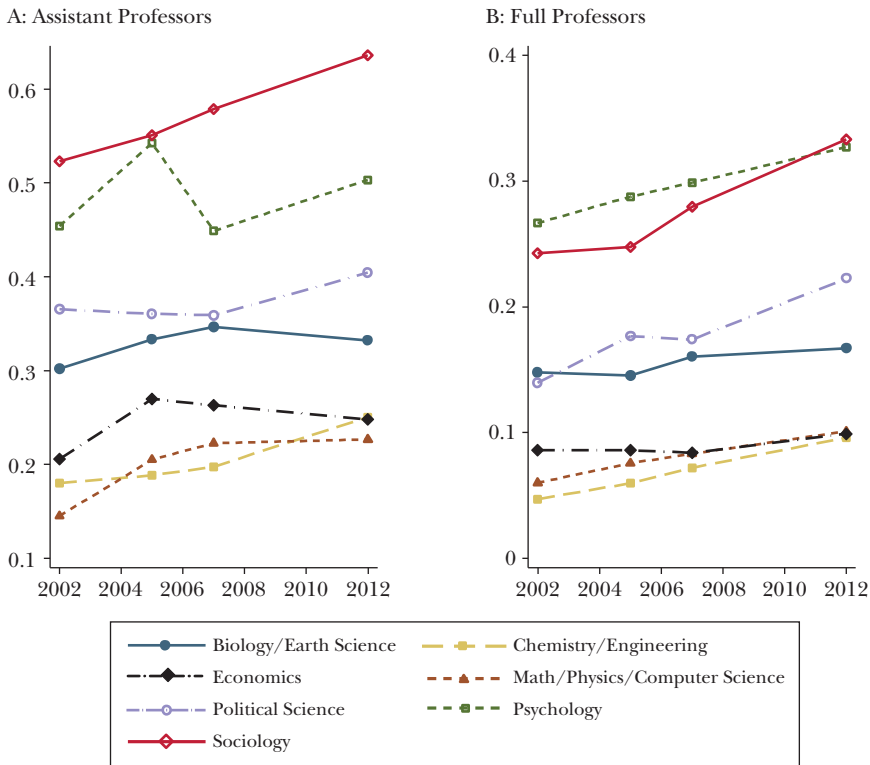 A: Assistant Professors
B: Full Professors
0.6
0.5
0.4
0.3
0.2
0.1
2002 2004 2006 2008 2010 2012
0.4
0.3
0.2
0.1
0
2002 2004 2006 2008 2010 2012
Biology/Earth Science
Chemistry/Engineering
Economics
Math/Physics/Computer Science
Political Science
Psychology
Sociology